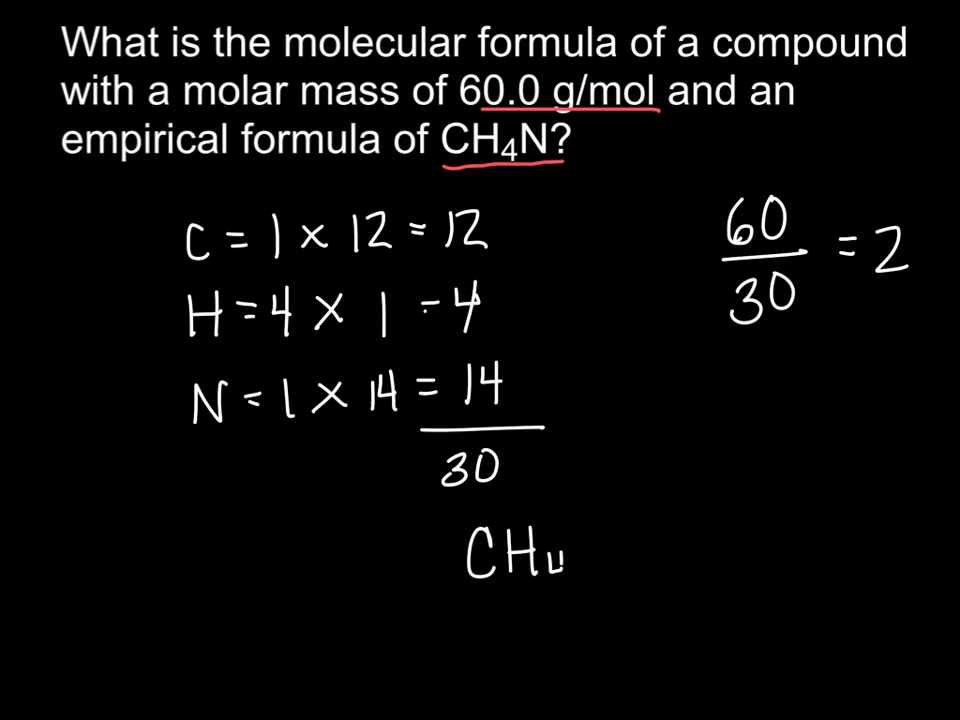 What is the molecular formula of a compound
with a molar mass of 60.0 g/mol and an
empirical formula of CH₄N?
C = 1 × 12 = 12
H = 4 × 1 = 4
N = 1 × 14 = 14
30
60
30
= 2
CH₄